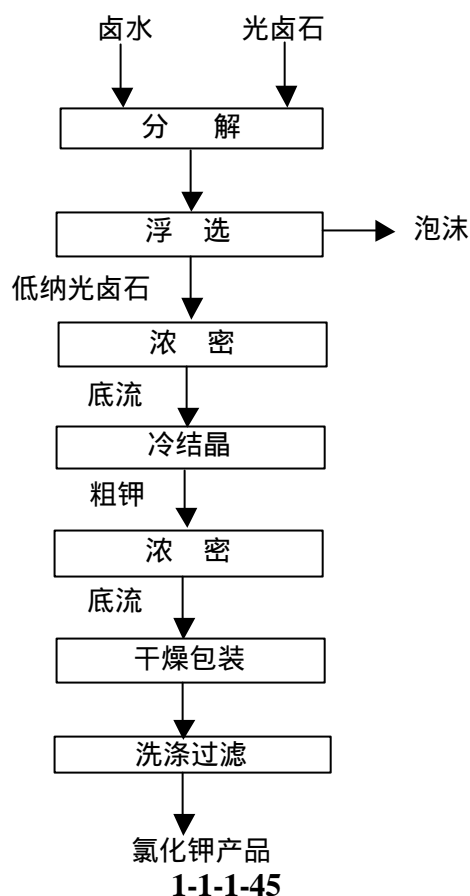 卤水 光卤石
分 解
浮 选 泡沫
低纳光卤石
浓 密
底流
冷结晶
粗钾
浓 密
底流
干燥包装
洗涤过滤
氯化钾产品
1-1-1-45